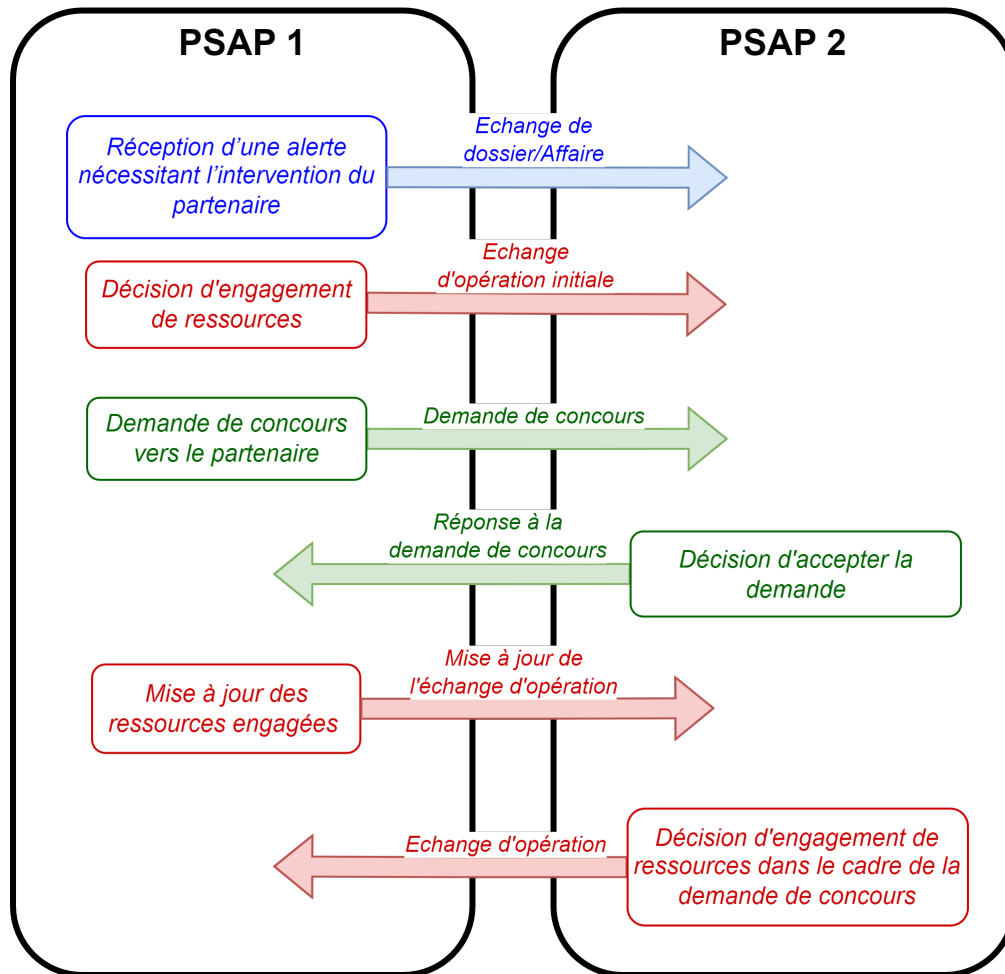 PSAP 1
PSAP 2
Réception d’une alerte
nécessitant l’intervention du
partenaire
Echange de
dossier/Affaire
Décision d'engagement
de ressources
Echange
d'opération initiale
Demande de concours
vers le partenaire
Demande de concours
Réponse à la
demande de concours
Décision d'accepter la
demande
Mise à jour des
ressources engagées
Mise à jour de
l'échange d'opération
Echange d'opération
Décision d'engagement de
ressources dans le cadre de la
demande de concours